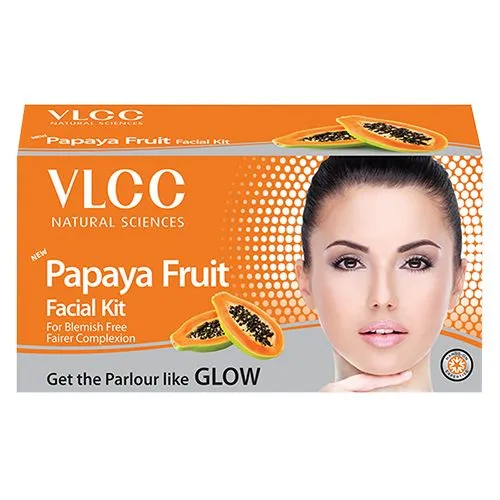 VLCC
NATURAL SCIENCES
NEW Papaya Fruit Facial Kit
VLCC
NATURAL SCIENCES
NEW
Papaya Fruit
Facial Kit
For Blemish Free
Fairer Complexion
Get the Parlour like GLOW